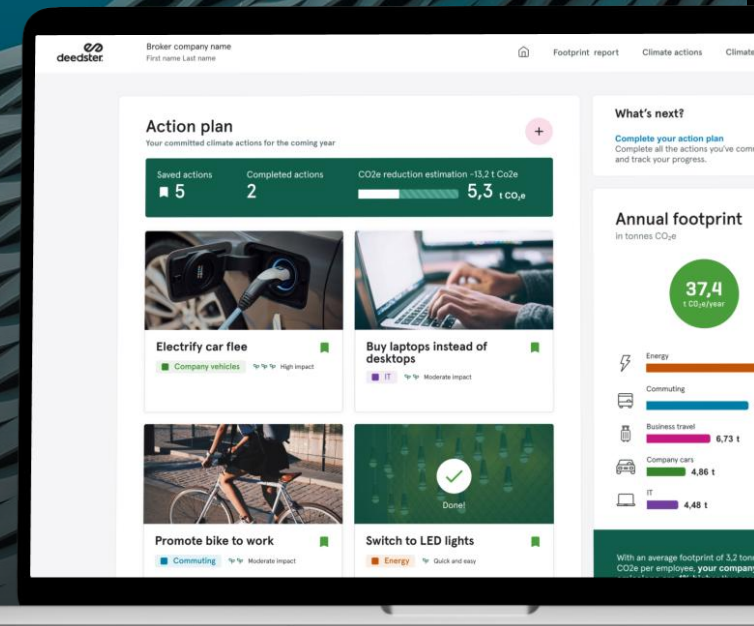 deedster.
Broker company name
First name Last name
Footprint report
Climate actions
Climate
Action plan
Your committed climate actions for the coming year
+
Saved actions
5
Completed actions
2
CO2e reduction estimation -13,2 t Co2e
5,3 t CO₂e
Electrify car flee
Company vehicles
High impact
Buy laptops instead of
desktops
IT
Moderate impact
Promote bike to work
Commuting
Moderate impact
Done!
Switch to LED lights
Energy
Quick and easy
What's next?
Complete your action plan
Complete all the actions you've com
and track your progress.
Annual footprint
in tonnes CO₂e
37,4
t CO₂e/year
Energy
Commuting
Business travel
6,73 t
Company cars
4,86 t
IT
4,48 t
With an average footprint of 3,2 ton
CO2e per employee, your company